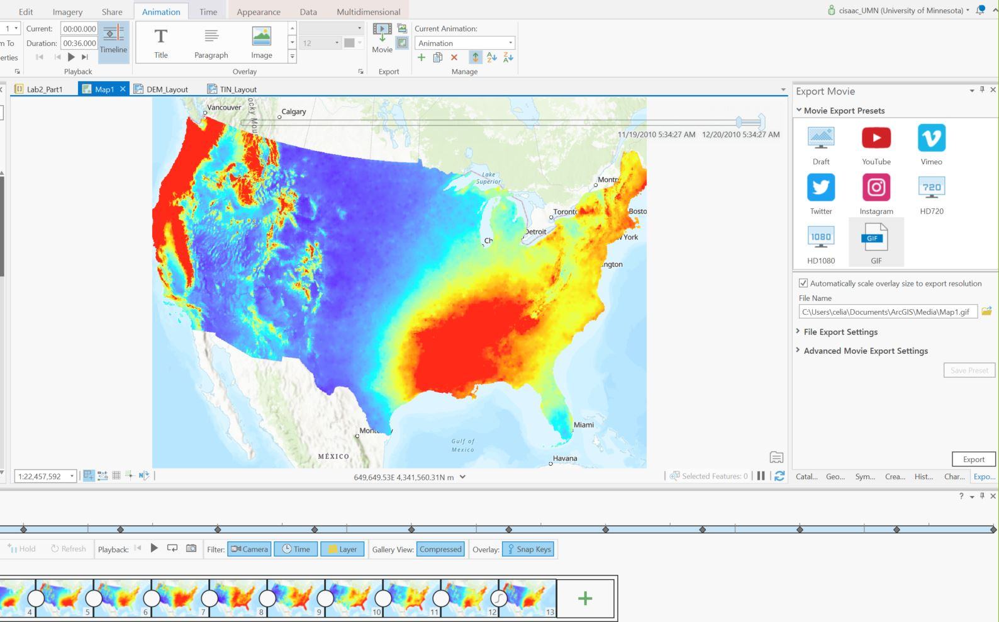 Edit Imagery Share Animation Time Appearance Data Multidimensional cisaac_UMN (University of Minnesota)
1 Current: 00:00.000
m To Duration: 00:36.000 Timeline
erties
Playback
Title Paragraph Image
12
Overlay
Movie
Export
Current Animation:
Animation
Manage
Lab2_Part1 Map1 DEM_Layout TIN_Layout
Vancouver
Calgary
ocky Mou
11/19/2010 5:34:27 AM 12/20/2010 5:34:27 AM
Lake
Superior
Montr
Toronto
Bosto
Detroit
Ch
York
ngton
Miami
Monte
Gulf of
Mexico
MÉXICO
Havana
1:22,457,592 649,649.53E 4,341,560.31N m Selected Features: 0
Export Movie
Movie Export Presets
Draft YouTube Vimeo
720
Twitter Instagram HD720
1080 GIF
HD1080 GIF
Automatically scale overlay size to export resolution
File Name
C:\Users\celia\Documents\ArcGIS\Media\Map1.gif
File Export Settings
Advanced Movie Export Settings
Save Preset
Export
Catal... Geo... Sym... Crea... Hist... Char... Expo...
Hold Refresh Playback: Filter: Camera Time Layer Gallery View: Compressed Overlay: Snap Keys
4 5 6 7 8 9 10 11 12 13